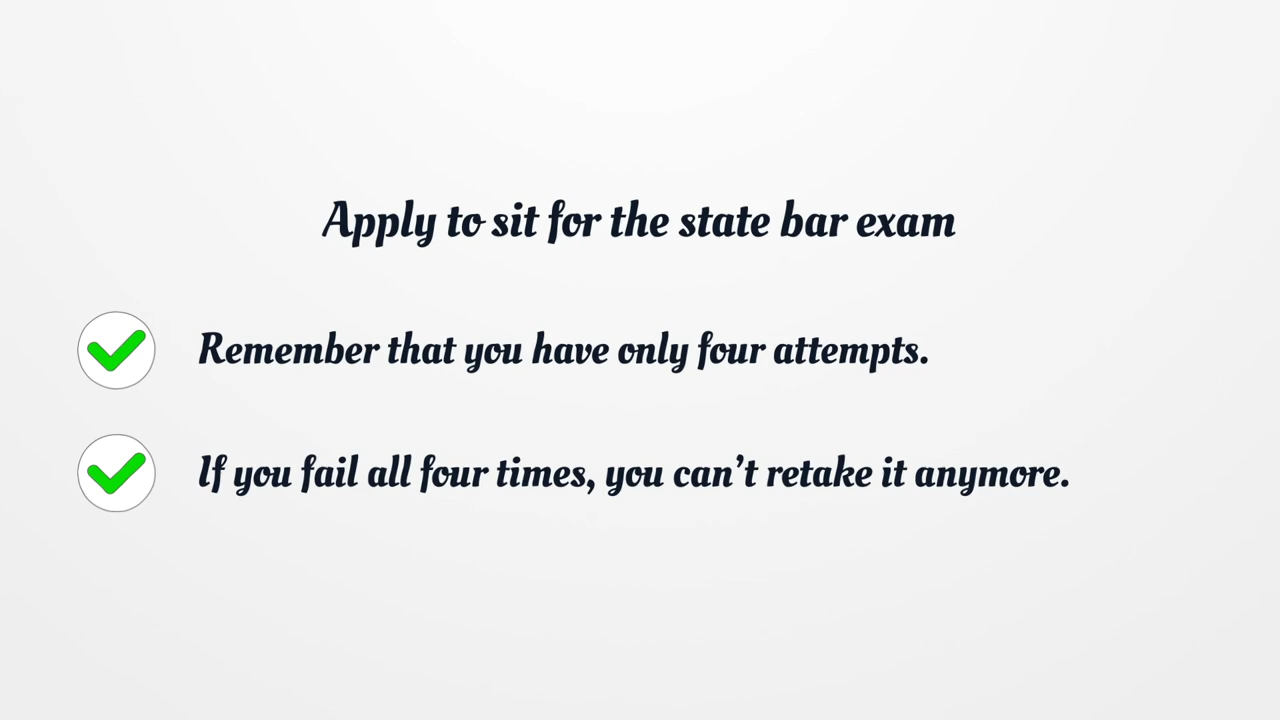 Apply to sit for the state bar exam
Remember that you have only four attempts.
If you fail all four times, you can’t retake it anymore.